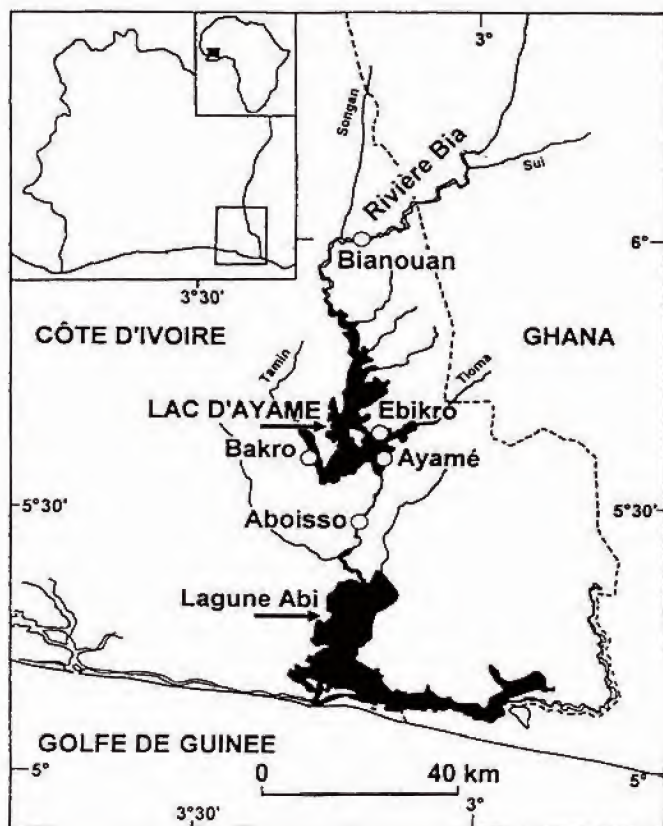 3°
Songan
Rivière Bia
Sui
6°
Bianouan
3°30'
CÔTE D'IVOIRE
GHANA
Tamin
Tioma
LAC D'AYAME
Ebikro
Bakro
Ayamé
5°30'
5°30'
Aboisso
Lagune Abi
GOLFE DE GUINEE
0 40 km
5°
5°
3°30'
3°